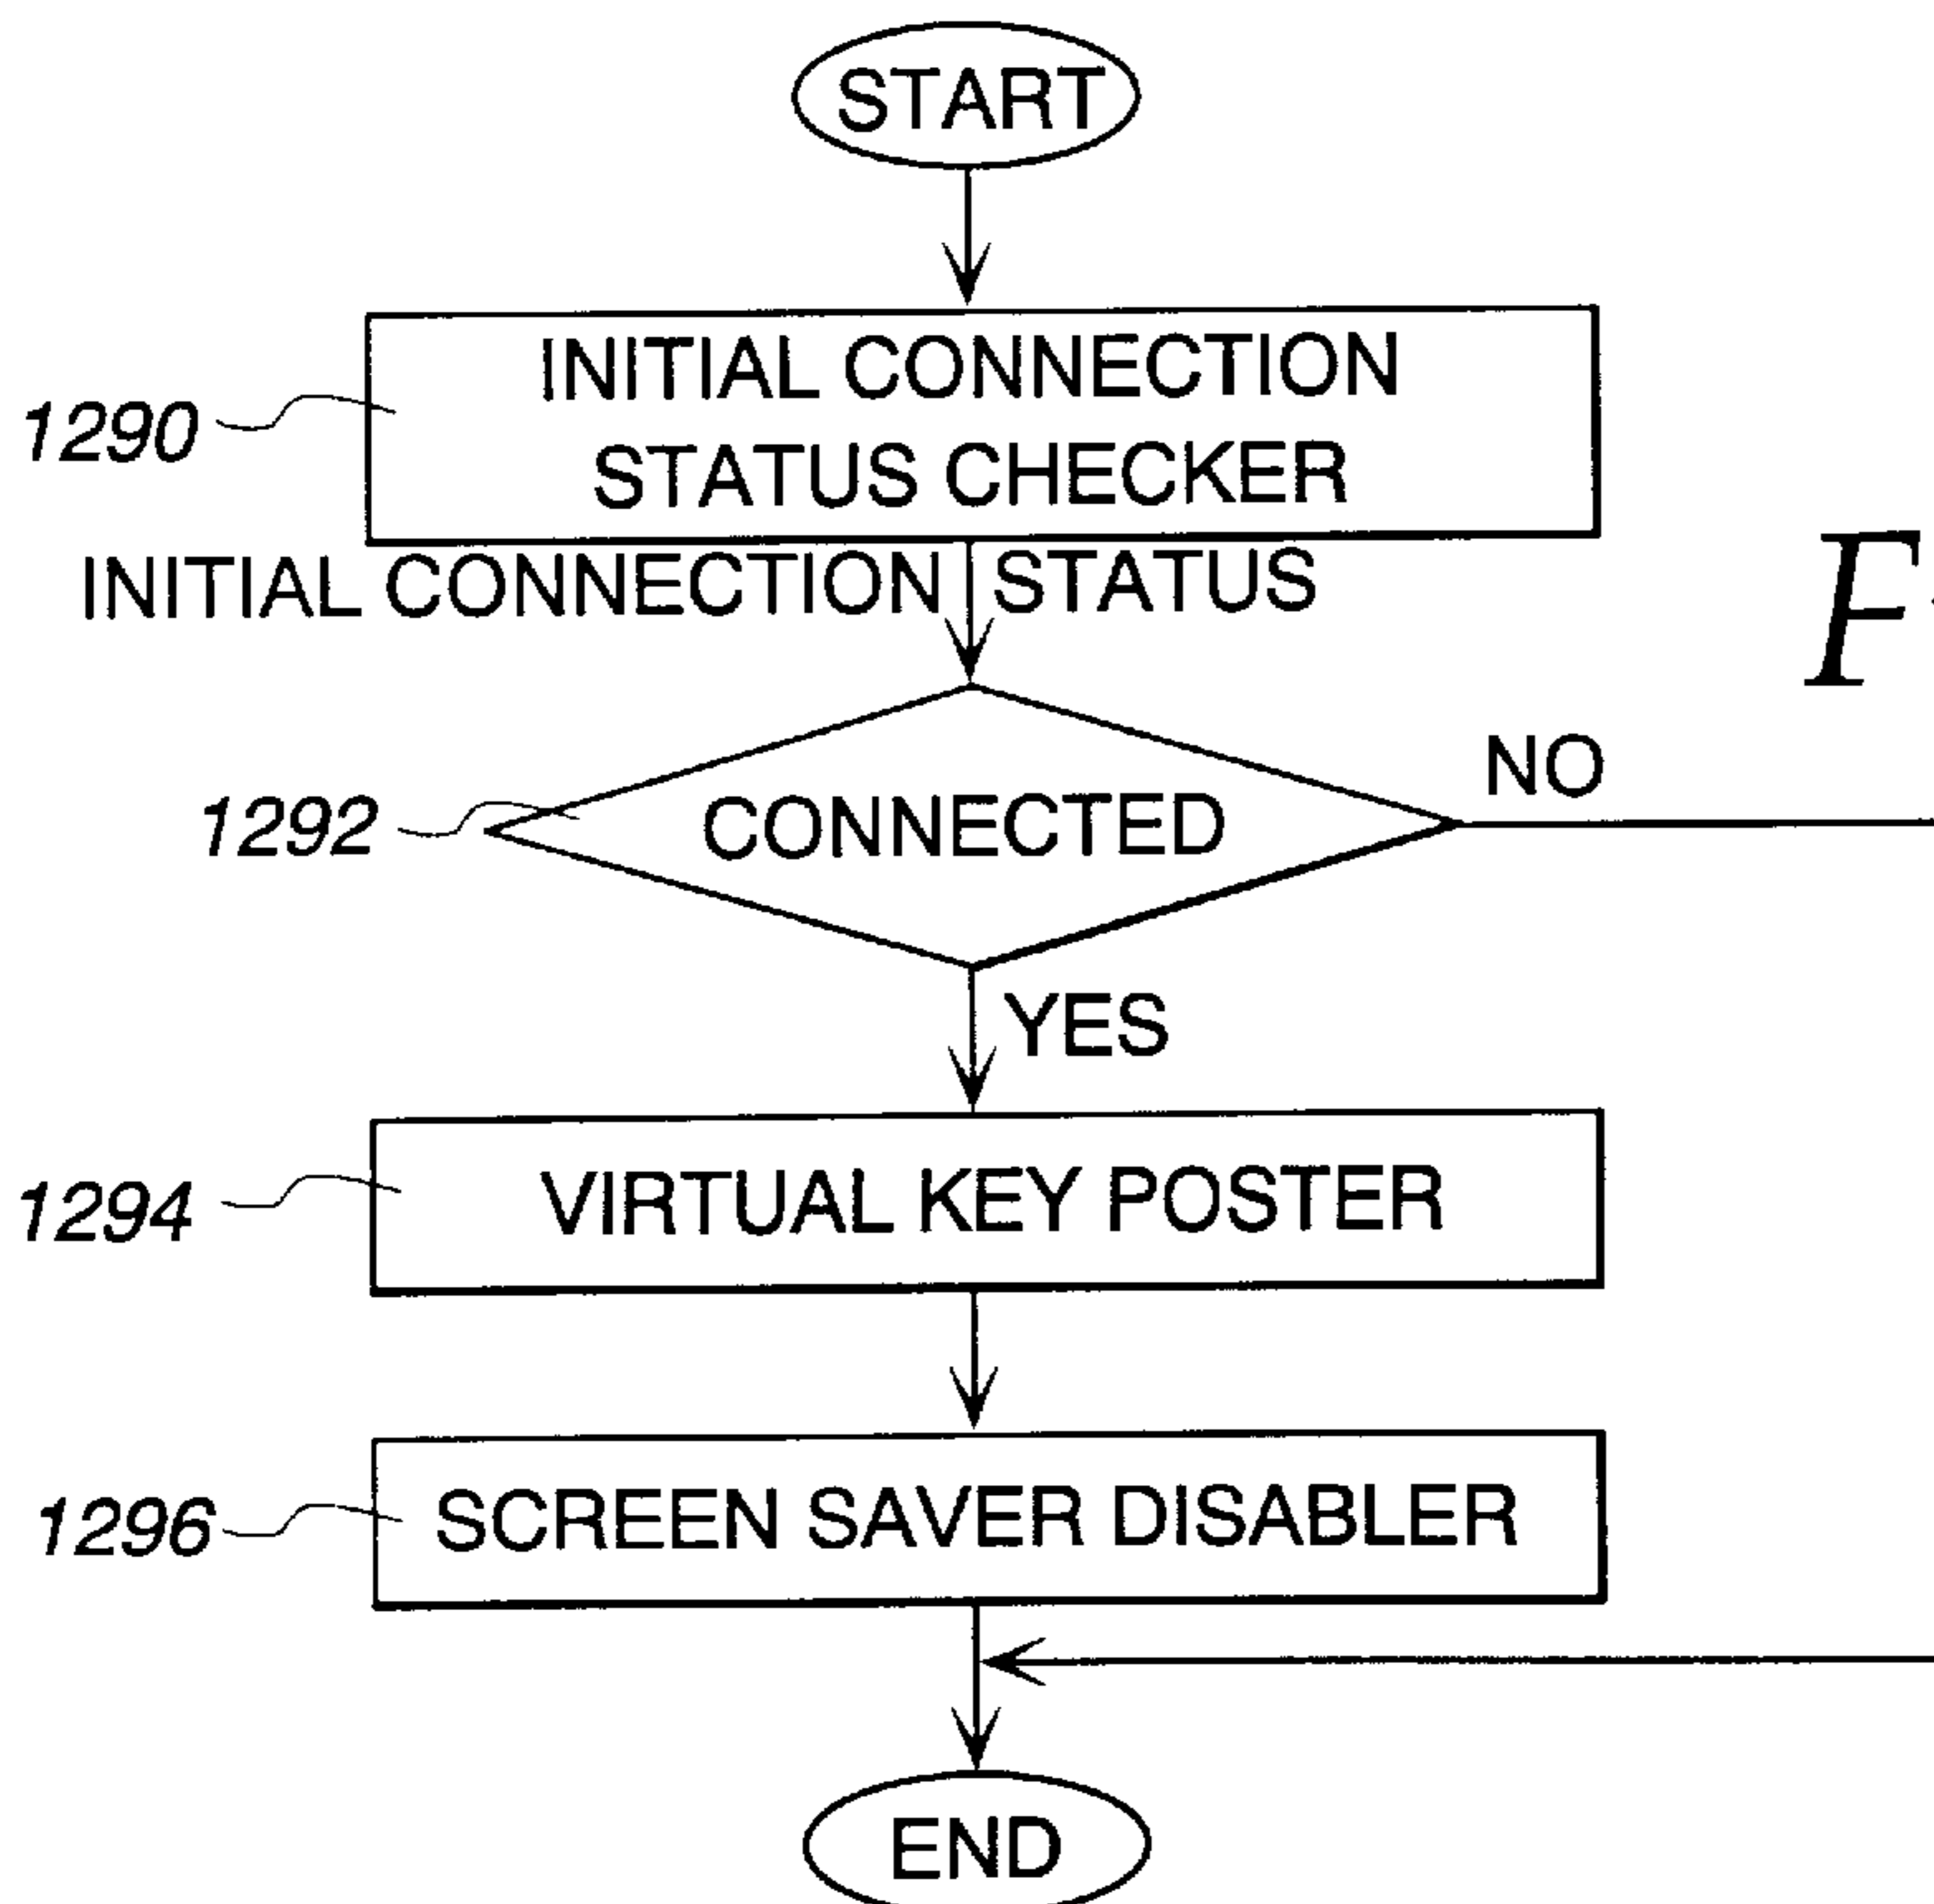 START
INITIAL CONNECTION
STATUS CHECKER
1290
INITIAL CONNECTION STATUS
F
NO
1292
CONNECTED
YES
1294
VIRTUAL KEY POSTER
1296
SCREEN SAVER DISABLER
END